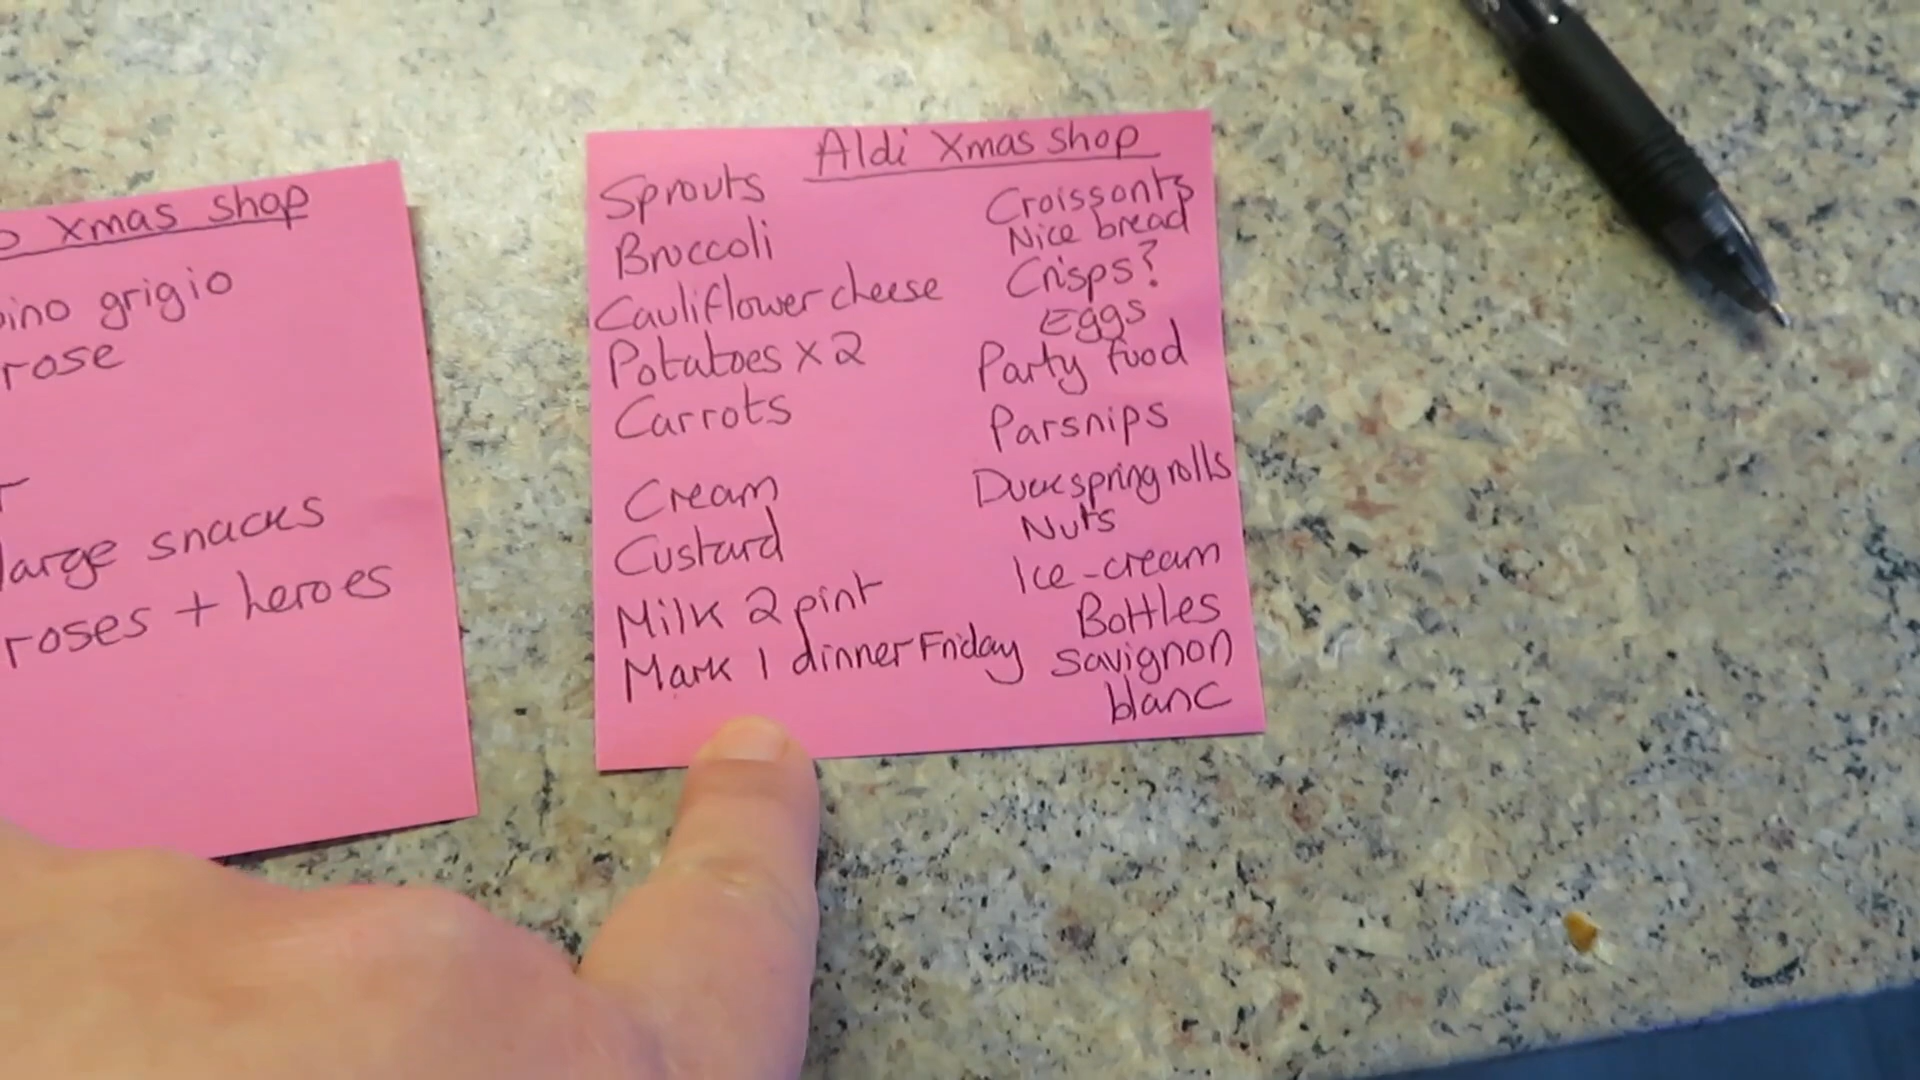 Xmas shop
pino grigio
rose
large snacks
roses + heroes
Aldi Xmas shop
Sprouts
Broccoli
Cauliflower cheese
Potatoes x 2
Carrots
Cream
Custard
Milk 2 pint
Mark 1 dinner Friday
Croissonts
Nice bread
Crisps?
Eggs
Party food
Parsnips
Duck spring rolls
Nuts
Ice-cream
Bottles
Savignon
blanc